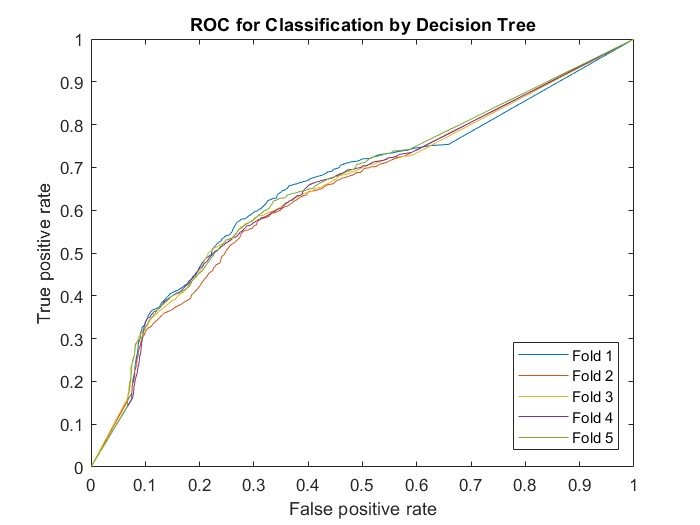 ROC for Classification by Decision Tree
1
0.9
0.8
0.7
0.6
0.5
0.4
0.3
0.2
0.1
0
True positive rate
0 0.1 0.2 0.3 0.4 0.5 0.6 0.7 0.8 0.9 1
False positive rate
Fold 1
Fold 2
Fold 3
Fold 4
Fold 5